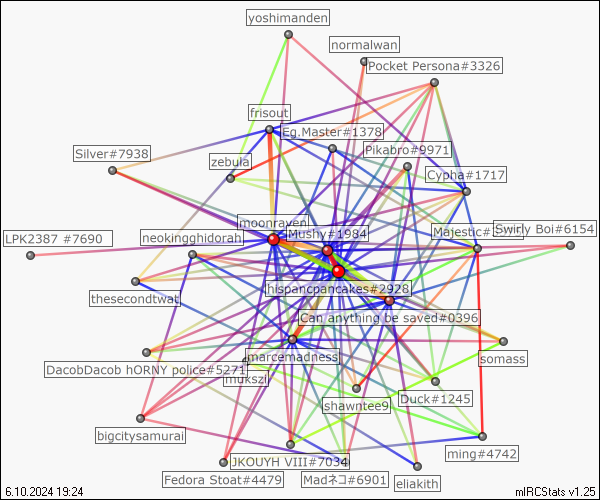 yoshimanden
normalwan
Pocket Persona#3326
frisout
Eg.Master#1378
Pikabro#9971
Silver#7938
zebula
Cypha#1717
moonraven
Mushy#1984
Majestic#
Swirly Boi#6154
LPK2387 #7690
neokingghidorah
hispancpancakes#2928
thesecondtwat
Can anything be saved#0396
marcemadness
somass
DacobDacob hORNY police#5271
mukszi
shawntee9
Duck#1245
bigcitysamurai
ming#4742
JKOUYH VIII#7034
Fedora Stoat#4479
Madネコ#6901
eliakith
6.10.2024 19:24
mIRCStats v1.25